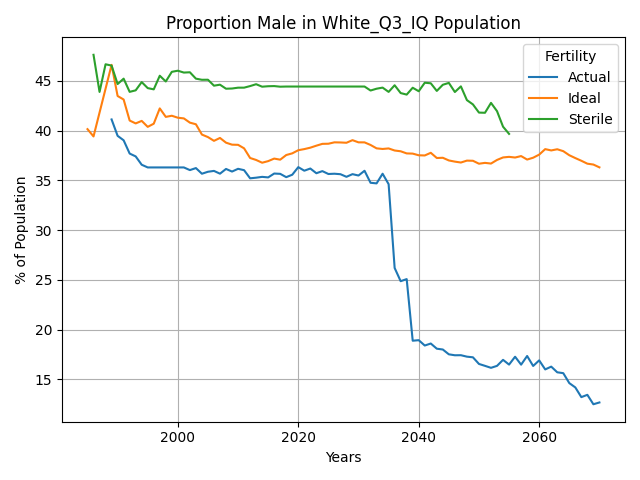 Proportion Male in White_Q3_IQ Population
Fertility
Actual
Ideal
Sterile
% of Population
45
40
35
30
25
20
15
2000
2020
2040
2060
Years